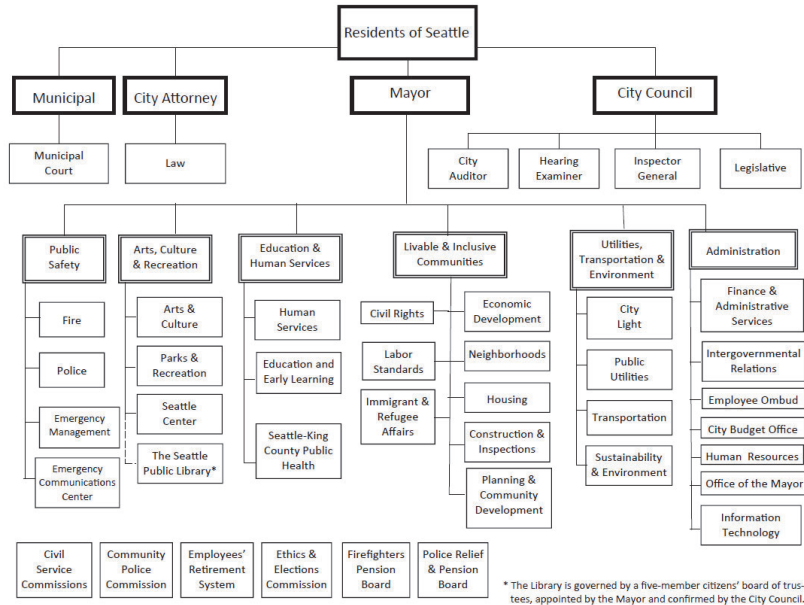 Residents of Seattle
Municipal
City Attorney
Mayor
City Council
Municipal
Court
Law
City
Auditor
Hearing
Examiner
Inspector
General
Legislative
Public
Safety
Arts, Culture
& Recreation
Education &
Human Services
Livable & Inclusive
Communities
Utilities,
Transportation &
Environment
Administration
Fire
Police
Emergency
Management
Emergency
Communications
Center
Arts &
Culture
Parks &
Recreation
Seattle
Center
The Seattle
Public Library*
Human
Services
Education and
Early Learning
Seattle-King
County Public
Health
Civil Rights
Labor
Standards
Immigrant &
Refugee
Affairs
Economic
Development
Neighborhoods
Housing
Construction &
Inspections
Planning &
Community
Development
City
Light
Public
Utilities
Transportation
Sustainability
& Environment
Finance &
Administrative
Services
Intergovernmental
Relations
Employee Ombud
City Budget Office
Human Resources
Office of the Mayor
Information
Technology
Civil
Service
Commissions
Community
Police
Commission
Employees'
Retirement
System
Ethics &
Elections
Commission
Firefighters
Pension
Board
Police Relief
& Pension
Board
* The Library is governed by a five-member citizens' board of trus-
tees, appointed by the Mayor and confirmed by the City Council.